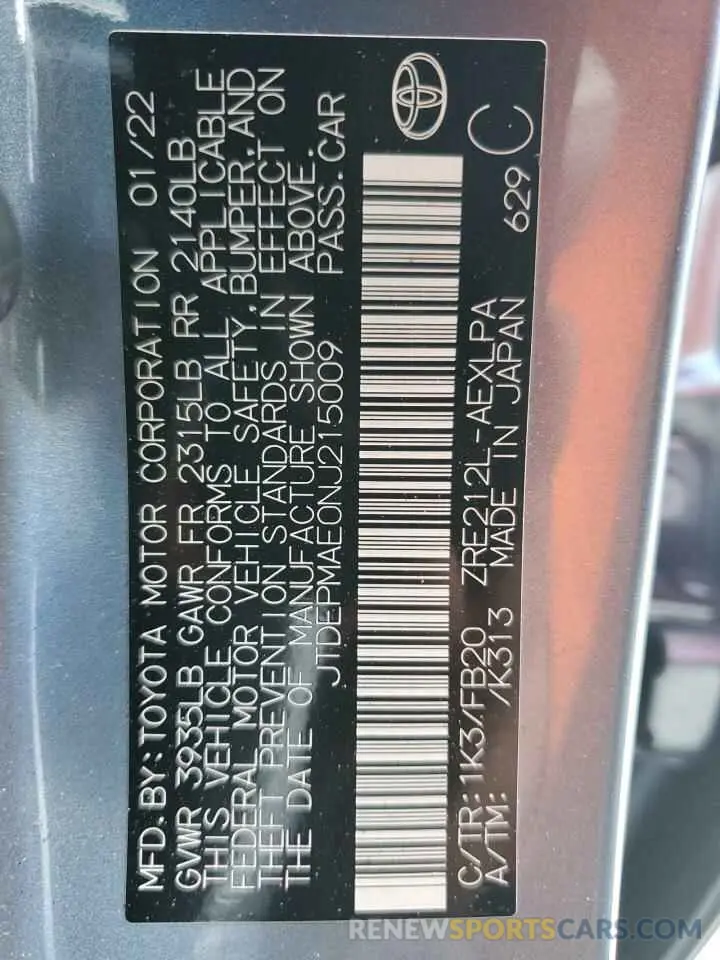 MFD. BY: TOYOTA MOTOR CORPORATION 01/22
GVWR 3935LB GAWR FR 2315LB RR 2140LB
THIS VEHICLE CONFORMS TO ALL APPLICABLE
FEDERAL MOTOR VEHICLE SAFETY, BUMPER, AND
THEFT PREVENTION STANDARDS IN EFFECT ON
THE DATE OF MANUFACTURE SHOWN ABOVE.
JTDEPMAE0NJ215009 PASS. CAR
C/TR: 1K3/FB20 ZRE212L-AEXLPA 629 C
A/TM: /K313 MADE IN JAPAN
RENEWSPORTSCARS.COM